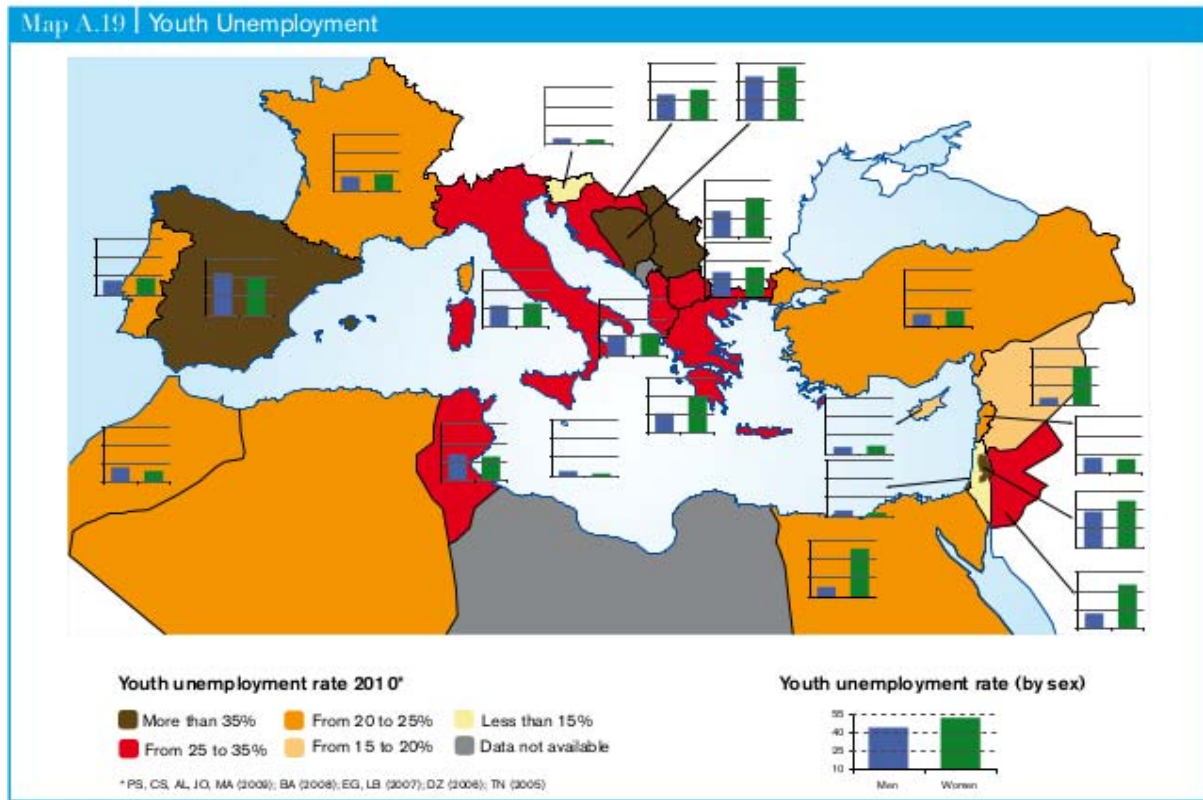 Map A.19 | Youth Unemployment
Youth unemployment rate 2010*
More than 35%
From 20 to 25%
Less than 15%
From 25 to 35%
From 15 to 20%
Data not available
* PS, CS, AL, JO, MA (2009); BA (2008); EG, LB (2007); DZ (2006); TN (2005)
Youth unemployment rate (by sex)
55
40
25
10
Men
Women